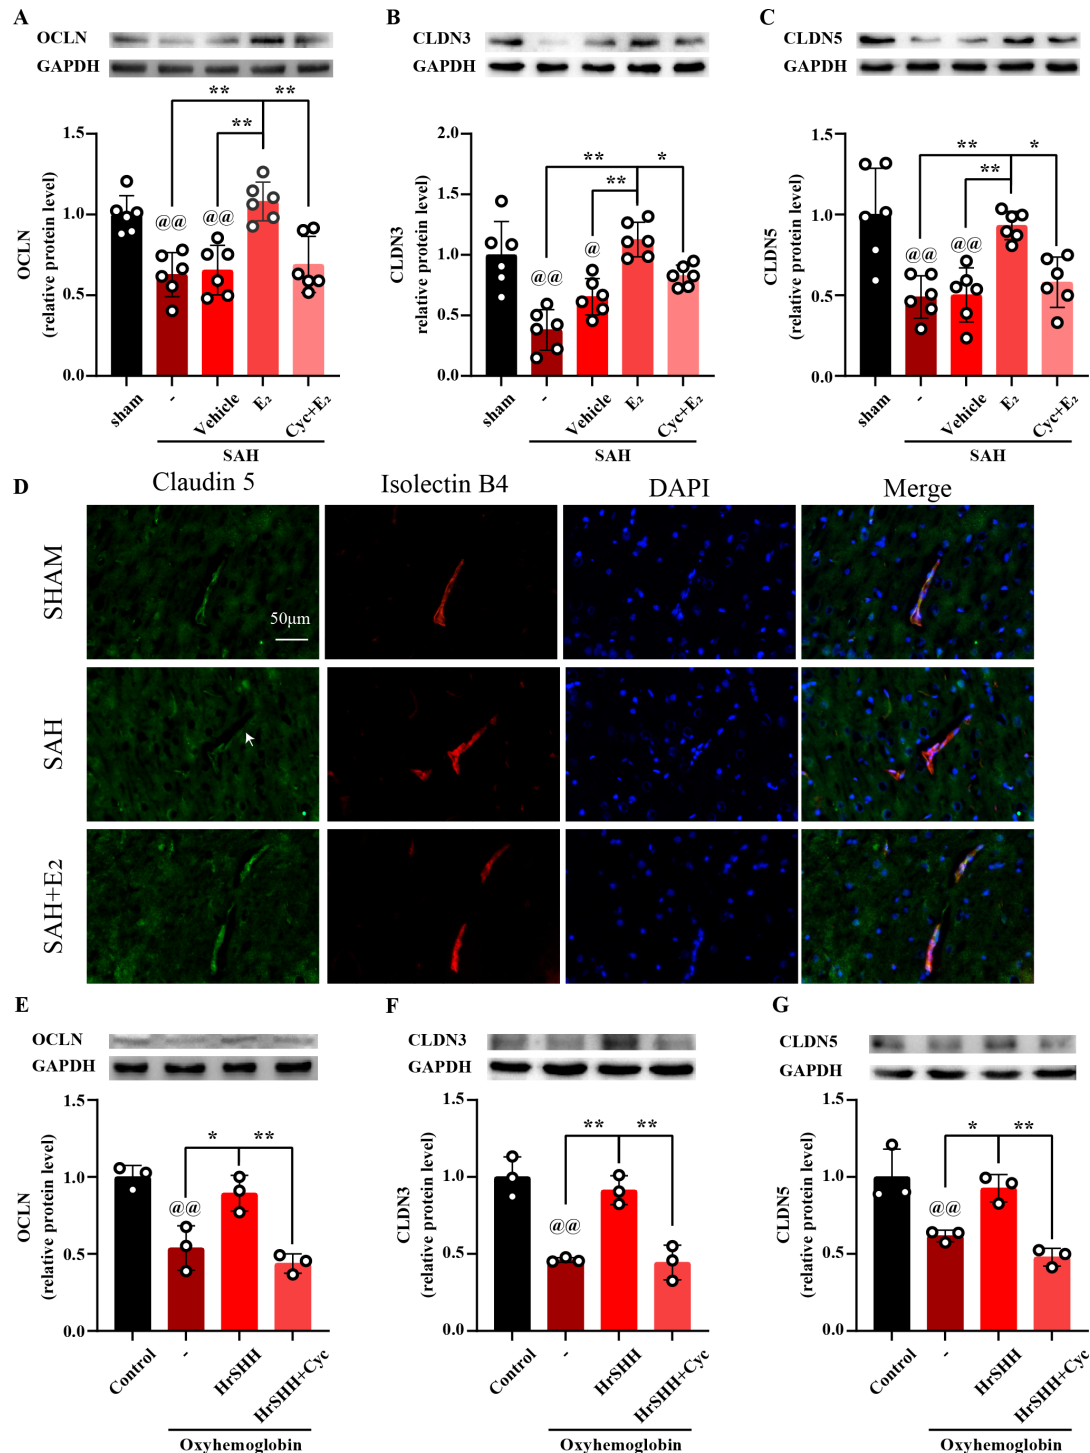 A
B
C
OCLN
CLDN3
CLDN5
GAPDH
GAPDH
GAPDH
** **
**
** *
**
** *
**
OCLN
(relative protein level)
1.5
1.0
0.5
0.0
@@
@@
sham
-
Vehicle
E₂
Cyc+E₂
SAH
CLDN3
relative protein level)
2.0
1.5
1.0
0.5
0.0
@@
@
sham
-
Vehicle
E₂
Cyc+E₂
SAH
CLDN5
(relative protein level)
1.5
1.0
0.5
0.0
@@
@@
sham
-
Vehicle
E₂
Cyc+E₂
SAH
D
Claudin 5
Isolectin B4
DAPI
Merge
SHAM
50μm
SAH
SAH+E2
E
F
G
OCLN
CLDN3
CLDN5
GAPDH
GAPDH
GAPDH
OCLN
(relative protein level)
1.5
1.0
0.5
0.0
* **
@@
Control
-
HrSHH
HrSHH+Cyc
Oxyhemoglobin
CLDN3
(relative protein level)
1.5
1.0
0.5
0.0
** **
@@
Control
-
HrSHH
HrSHH+Cyc
Oxyhemoglobin
CLDN5
(relative protein level)
1.5
1.0
0.5
0.0
* **
@@
Control
-
HrSHH
HrSHH+Cyc
Oxyhemoglobin